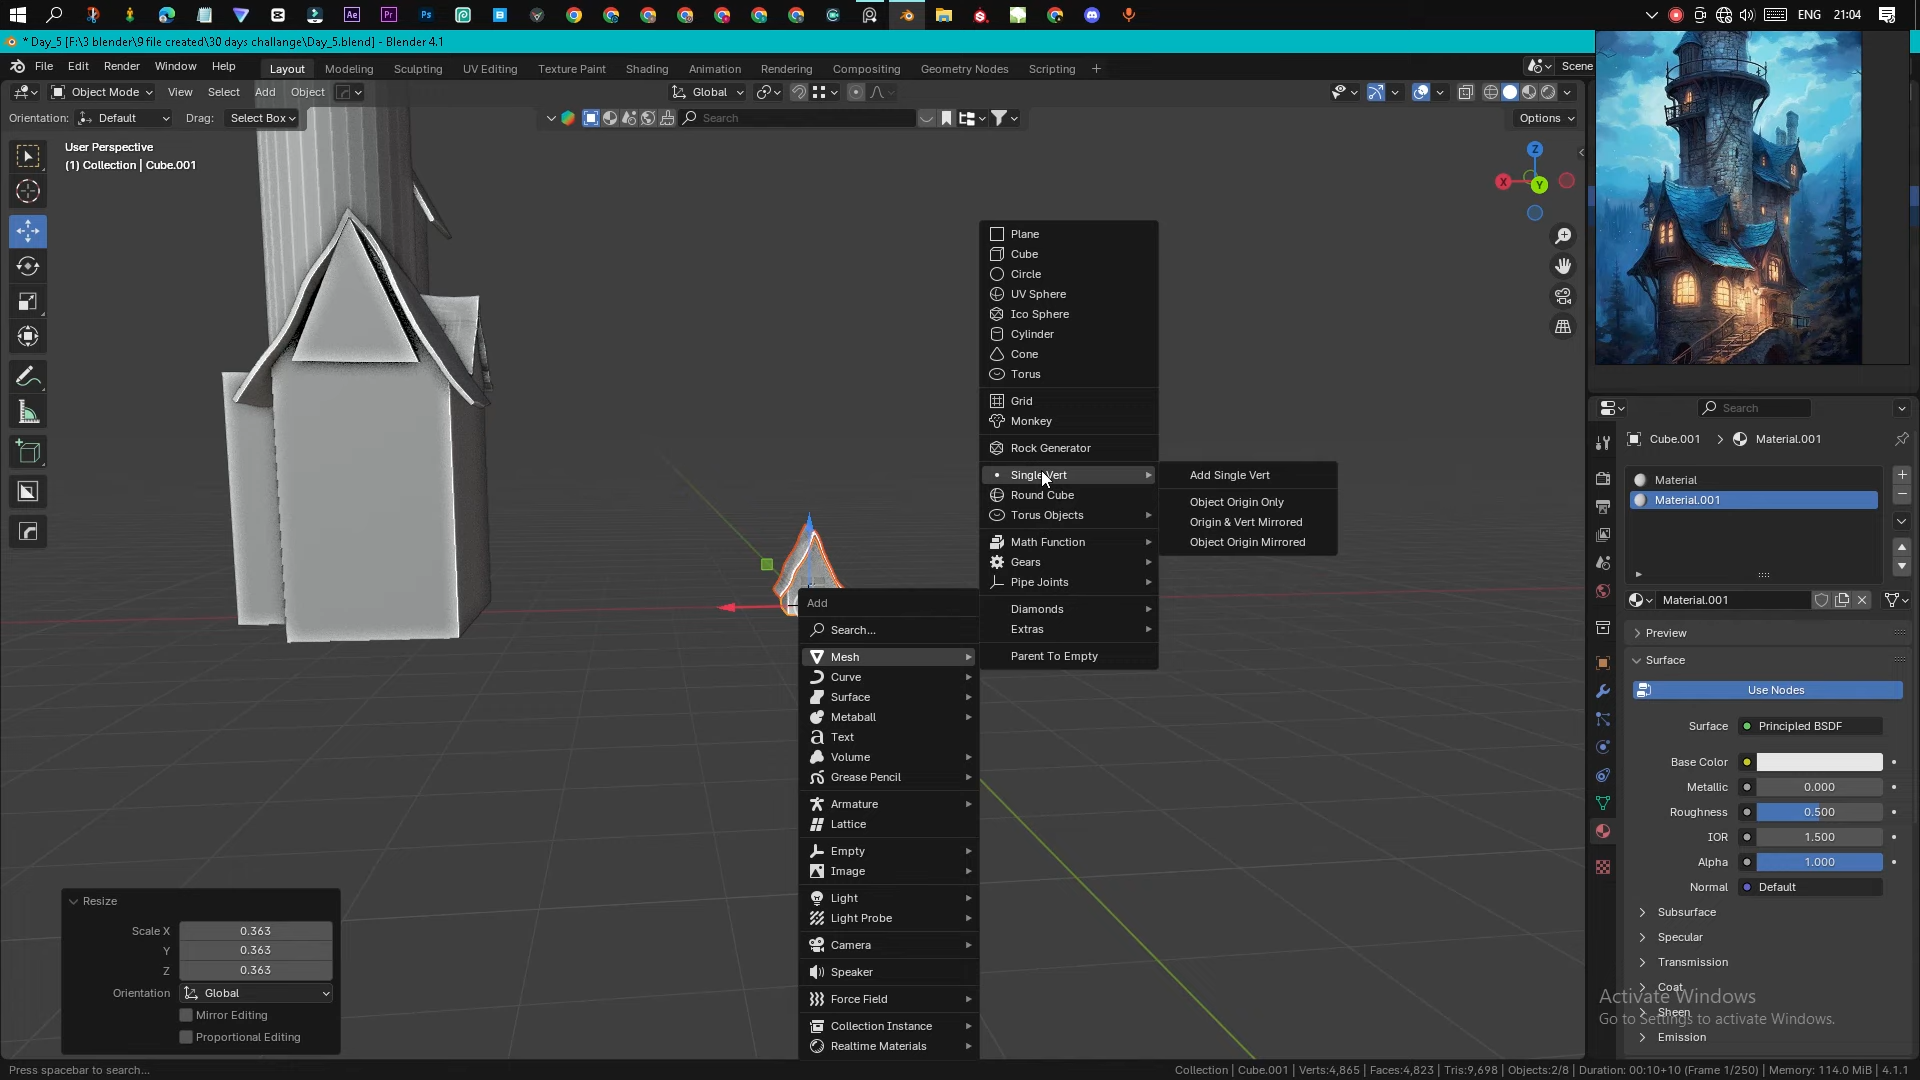 ENG 21:04
* Day_5 [F:\3 blender\9 file created\30 days challange\Day_5.blend] - Blender 4.1
File Edit Render Window Help Layout Modeling Sculpting UV Editing Texture Paint Shading Animation Rendering Compositing Geometry Nodes Scripting + Scene
Object Mode View Select Add Object Global
Orientation: Default Drag: Select Box Search Options
User Perspective
(1) Collection | Cube.001
Z
X
Y
Plane
Cube
Circle
UV Sphere
Ico Sphere
Cylinder
Cone
Torus
Grid
Monkey
Rock Generator
Single Vert
Round Cube
Torus Objects
Math Function
Gears
Pipe Joints
Diamonds
Extras
Parent To Empty
Add Single Vert
Object Origin Only
Origin & Vert Mirrored
Object Origin Mirrored
Add
Search...
Mesh
Curve
Surface
Metaball
Text
Volume
Grease Pencil
Armature
Lattice
Empty
Image
Light
Light Probe
Camera
Speaker
Force Field
Collection Instance
Realtime Materials
Resize
Scale X 0.363
Y 0.363
Z 0.363
Orientation Global
Mirror Editing
Proportional Editing
Search
Cube.001 > Material.001
Material
Material.001
Material.001
Preview
Surface
Use Nodes
Surface Principled BSDF
Base Color
Metallic 0.000
Roughness 0.500
IOR 1.500
Alpha 1.000
Normal Default
Subsurface
Specular
Transmission
Coat
Sheen
Emission
Activate Windows
Go to Settings to activate Windows.
Press spacebar to search...
Collection | Cube.001 | Verts:4,865 | Faces:4,823 | Tris:9,698 | Objects:2/8 | Duration: 00:10+10 (Frame 1/250) | Memory: 114.0 MiB | 4.1.1